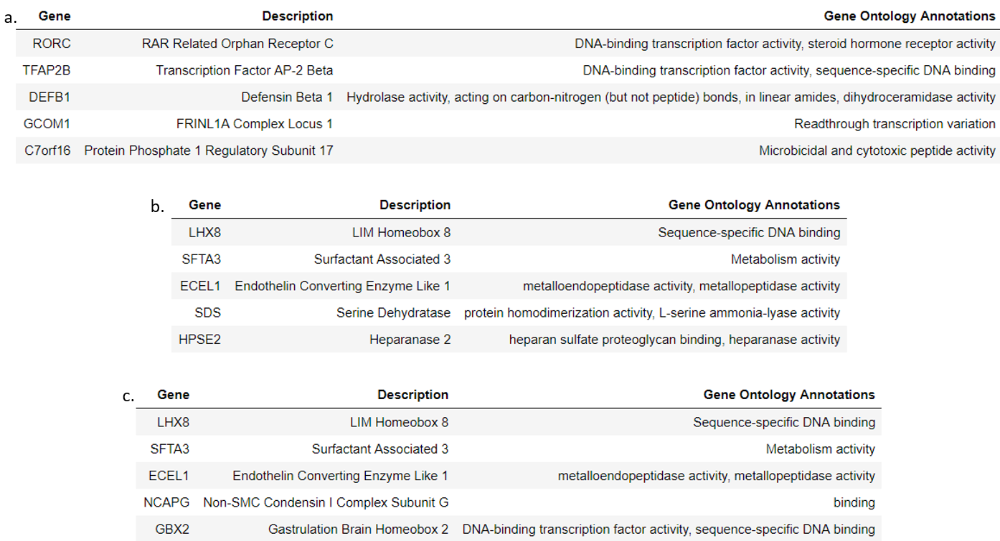 a. Gene Description Gene Ontology Annotations
RORC RAR Related Orphan Receptor C DNA-binding transcription factor activity, steroid hormone receptor activity
TFAP2B Transcription Factor AP-2 Beta DNA-binding transcription factor activity, sequence-specific DNA binding
DEFB1 Defensin Beta 1 Hydrolase activity, acting on carbon-nitrogen (but not peptide) bonds, in linear amides, dihydroceramidase activity
GCOM1 FRINL1A Complex Locus 1 Readthrough transcription variation
C7orf16 Protein Phosphate 1 Regulatory Subunit 17 Microbicidal and cytotoxic peptide activity
b. Gene Description Gene Ontology Annotations
LHX8 LIM Homeobox 8 Sequence-specific DNA binding
SFTA3 Surfactant Associated 3 Metabolism activity
ECEL1 Endothelin Converting Enzyme Like 1 metalloendopeptidase activity, metallopeptidase activity
SDS Serine Dehydratase protein homodimerization activity, L-serine ammonia-lyase activity
HPSE2 Heparanase 2 heparan sulfate proteoglycan binding, heparanase activity
c. Gene Description Gene Ontology Annotations
LHX8 LIM Homeobox 8 Sequence-specific DNA binding
SFTA3 Surfactant Associated 3 Metabolism activity
ECEL1 Endothelin Converting Enzyme Like 1 metalloendopeptidase activity, metallopeptidase activity
NCAPG Non-SMC Condensin I Complex Subunit G binding
GBX2 Gastrulation Brain Homeobox 2 DNA-binding transcription factor activity, sequence-specific DNA binding